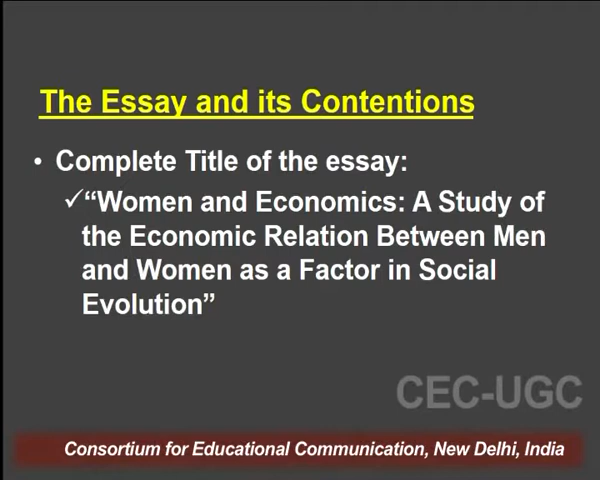 The Essay and its Contentions
• Complete Title of the essay:
✓“Women and Economics: A Study of
the Economic Relation Between Men
and Women as a Factor in Social
Evolution”
CEC-UGC
Consortium for Educational Communication, New Delhi, India